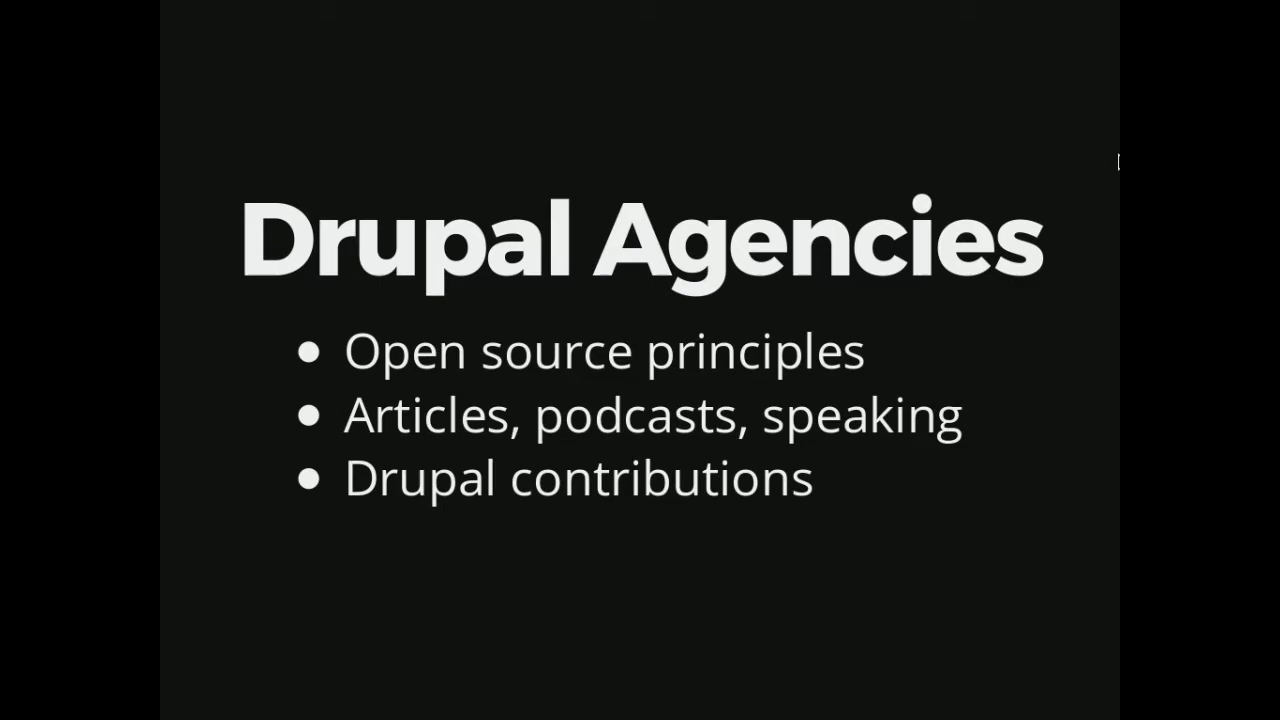 Drupal Agencies
• Open source principles
• Articles, podcasts, speaking
• Drupal contributions